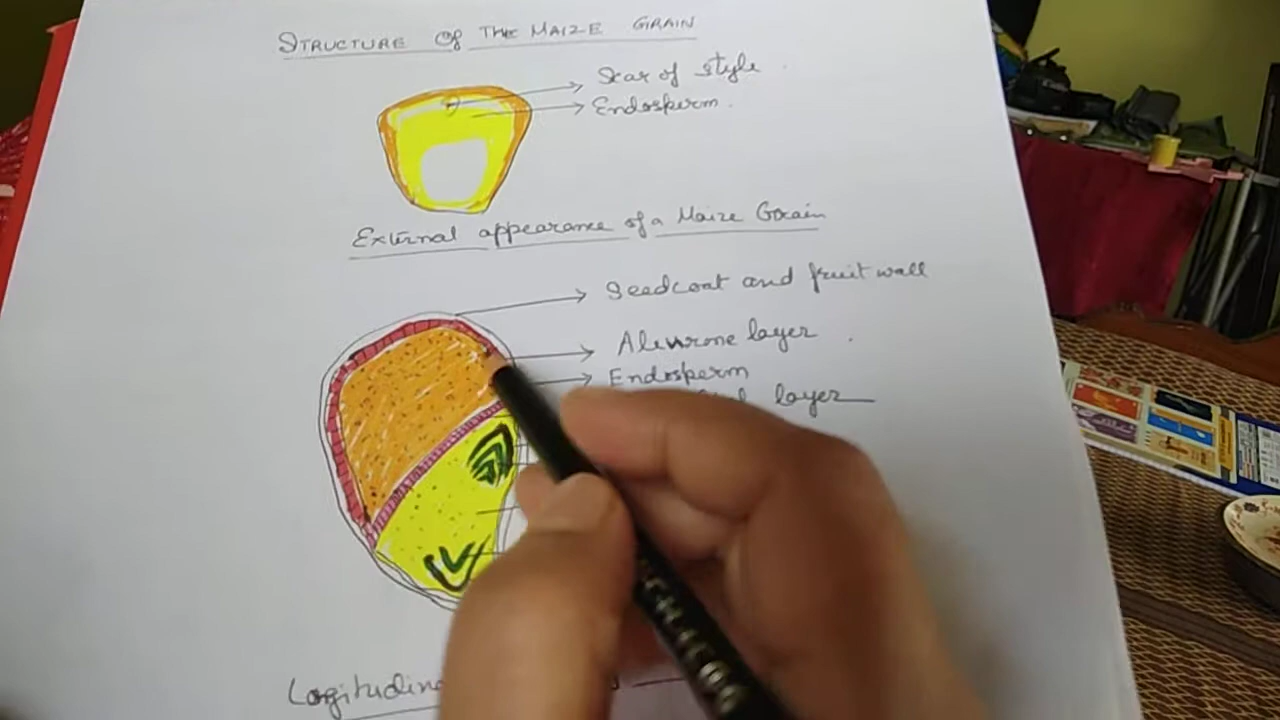 STRUCTURE Of THE MAIZE GRAIN
Scar of style
Endosperm
External appearance of a Maize Grain
Seedcoat and fruit wall
Aleurone layer
Endosperm
layer